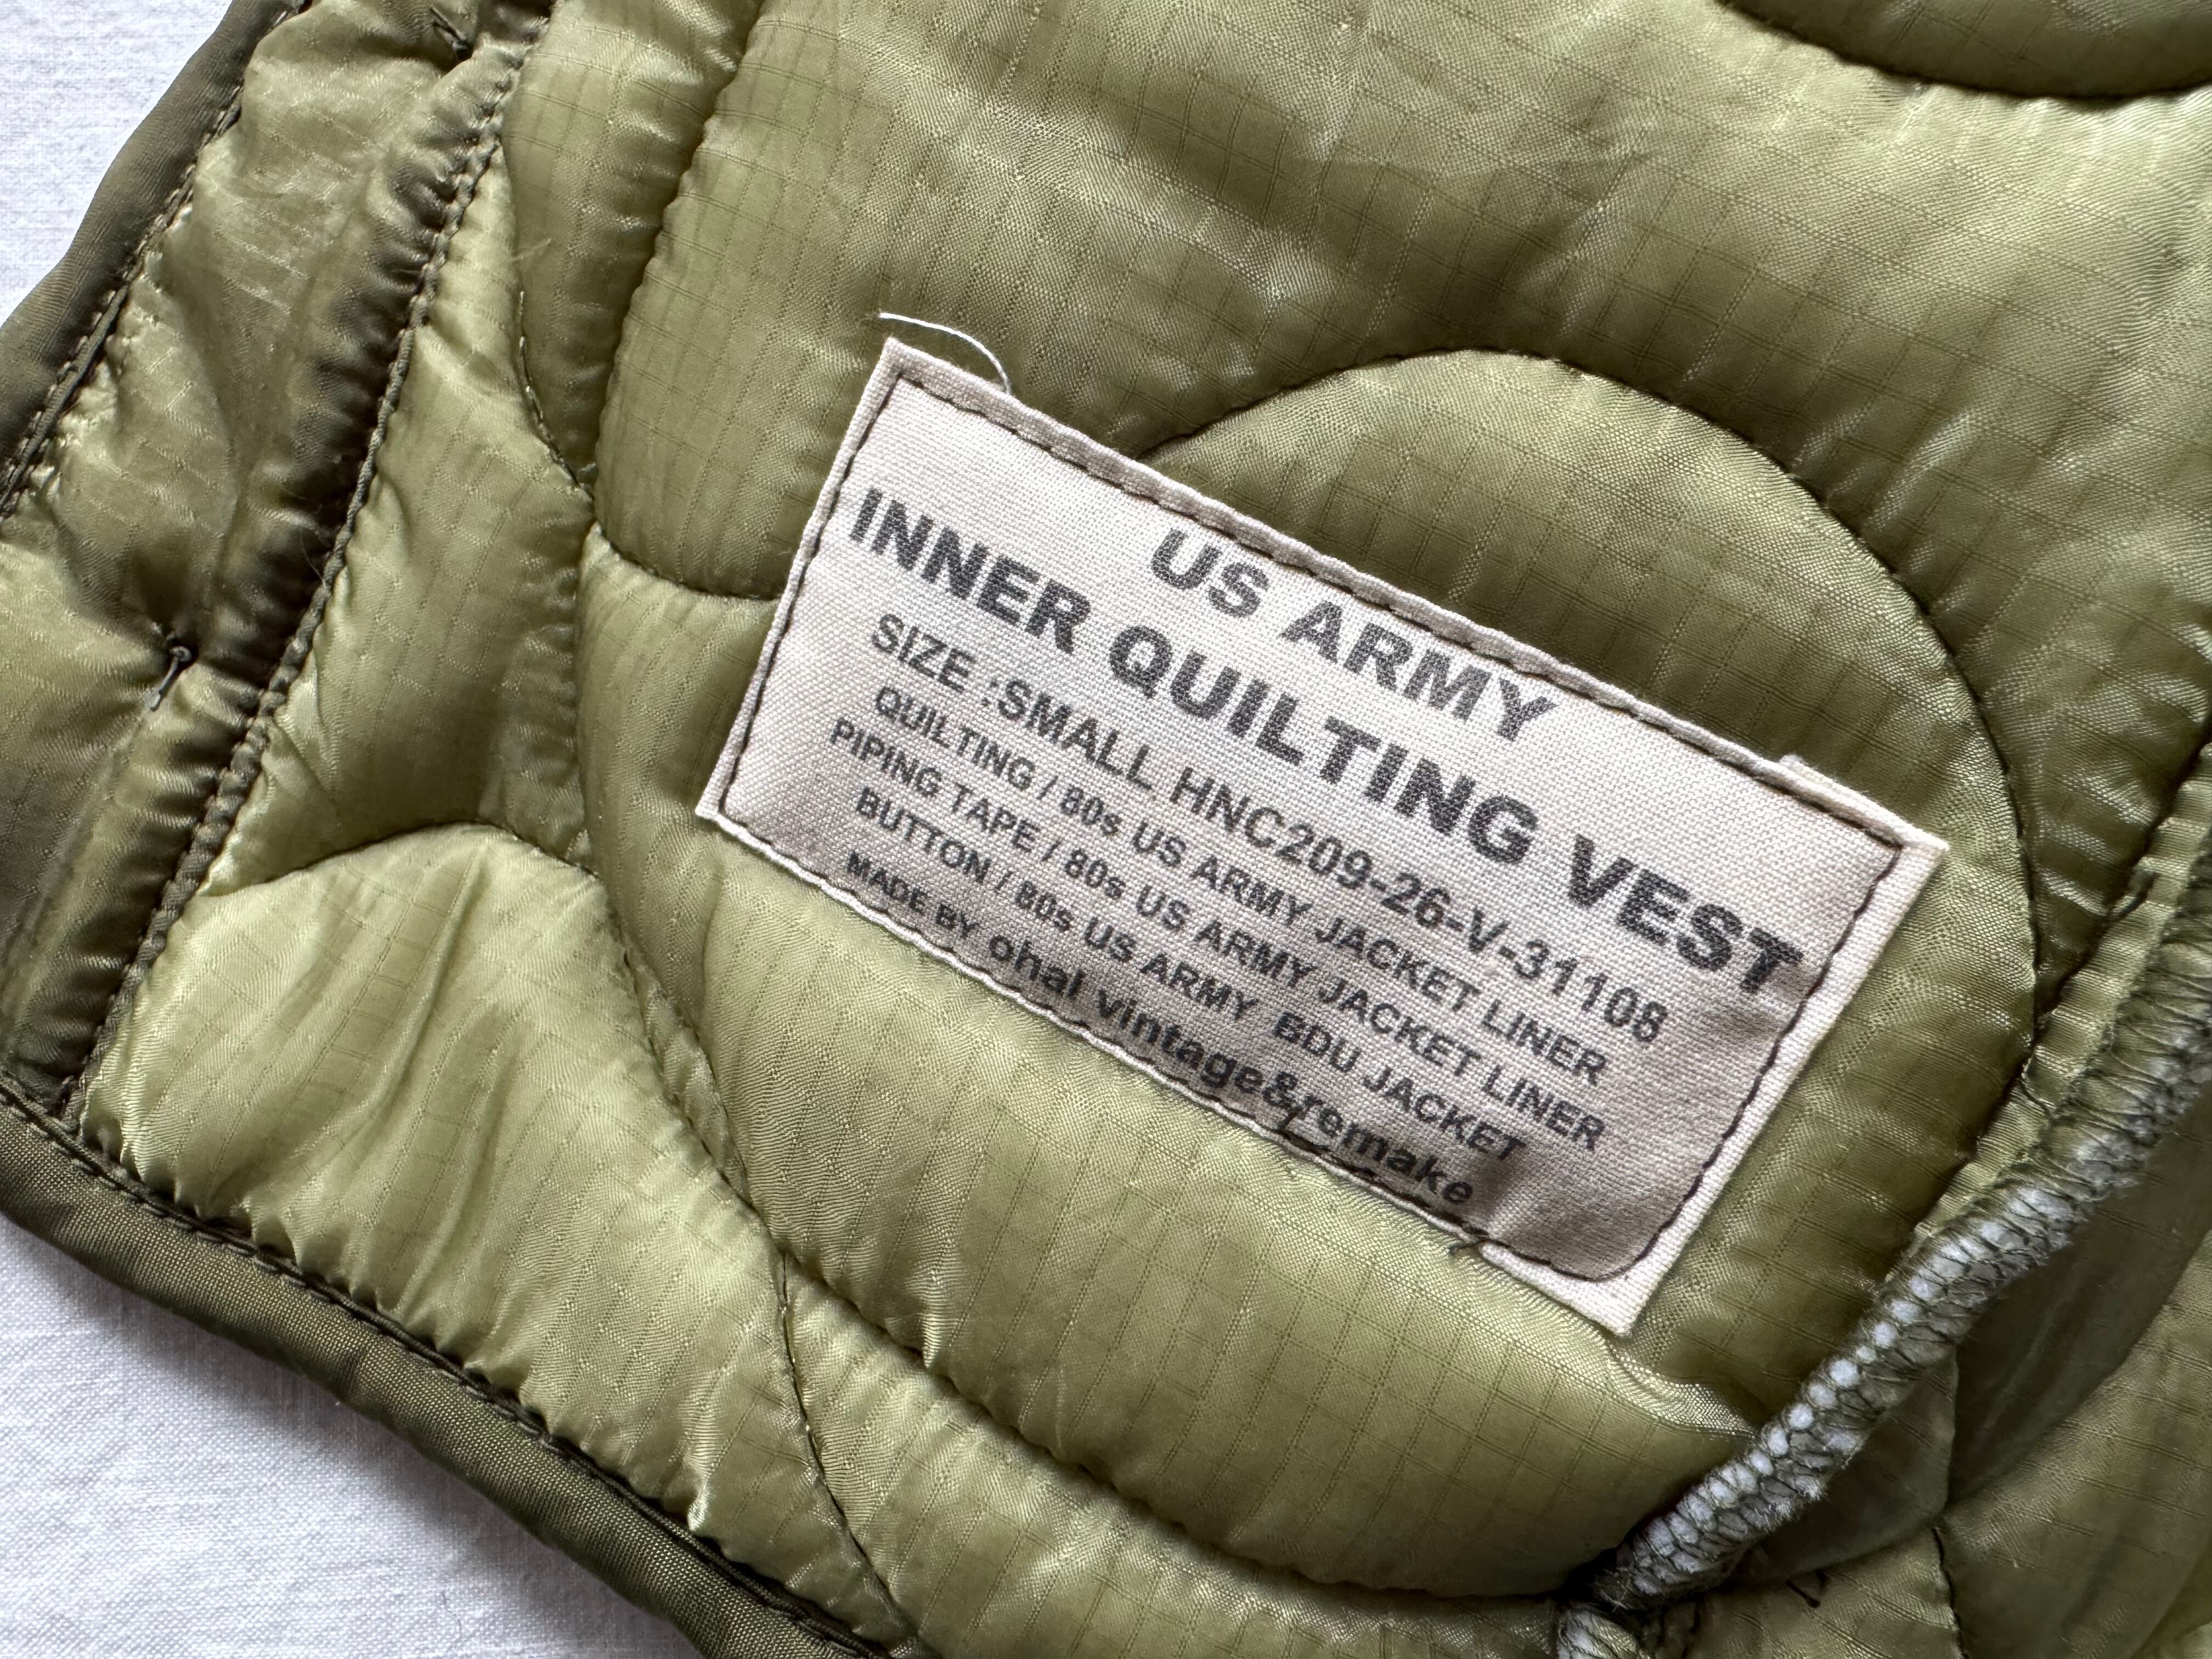 US ARMY
INNER QUILTING VEST
SIZE :SMALL HNC209-26-V-31108
QUILTING / 80s US ARMY JACKET LINER
PIPING TAPE / 80s US ARMY JACKET LINER
BUTTON / 80s US ARMY BDU JACKET
MADE BY ohal vintage&remake